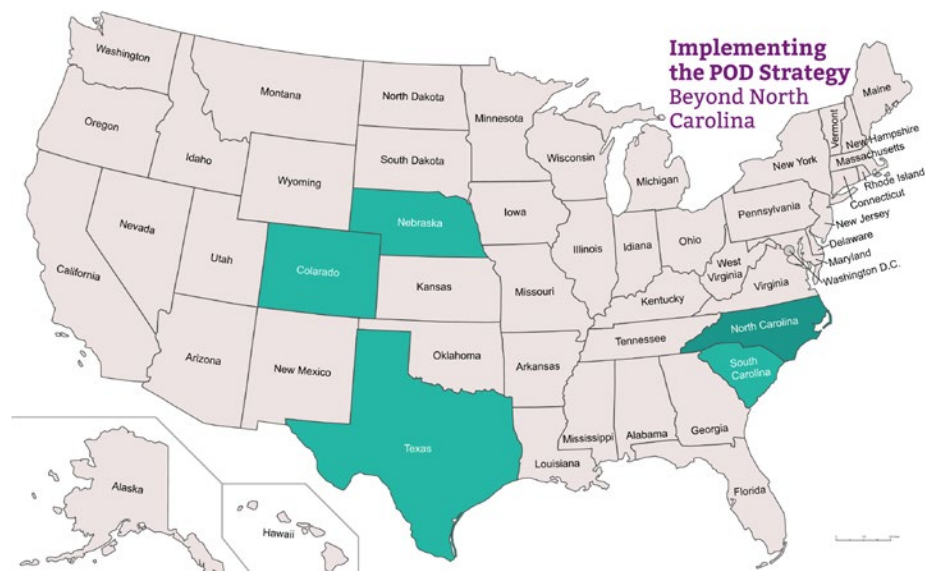 Implementing
the POD Strategy
Beyond North
Carolina
Washington
Oregon
California
Nevada
Idaho
Montana
Wyoming
Utah
Arizona
Colarado
New Mexico
North Dakota
South Dakota
Nebraska
Kansas
Oklahoma
Texas
Minnesota
Iowa
Missouri
Arkansas
Louisiana
Wisconsin
Illinois
Michigan
Idiana
Ohio
Kentucky
Tennessee
Mississippi
Alabama
Georgia
Florida
South
Carolina
North Carolina
Virginia
West
Virginia
Pennsylvania
New York
Vermont
Maine
New Hampshire
Massachusetts
Rhode Island
Connecticut
New Jersey
Delaware
Maryland
Washington D.C.
Alaska
Hawaii